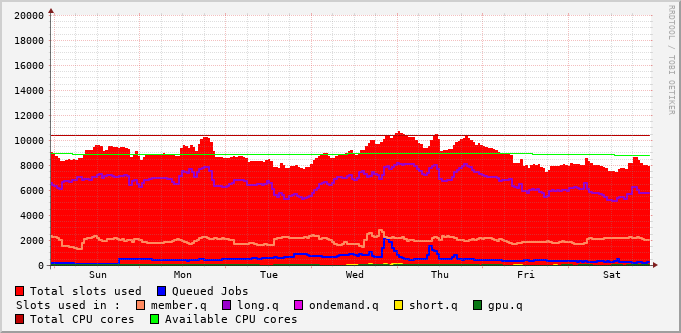 20000
18000
16000
14000
12000
10000
8000
6000
4000
2000
0
Sun Mon Tue Wed Thu Fri Sat
RRDTOOL / TOBI OETIKER
Total slots used Queued Jobs
Slots used in : member.q long.q ondemand.q short.q gpu.q
Total CPU cores Available CPU cores